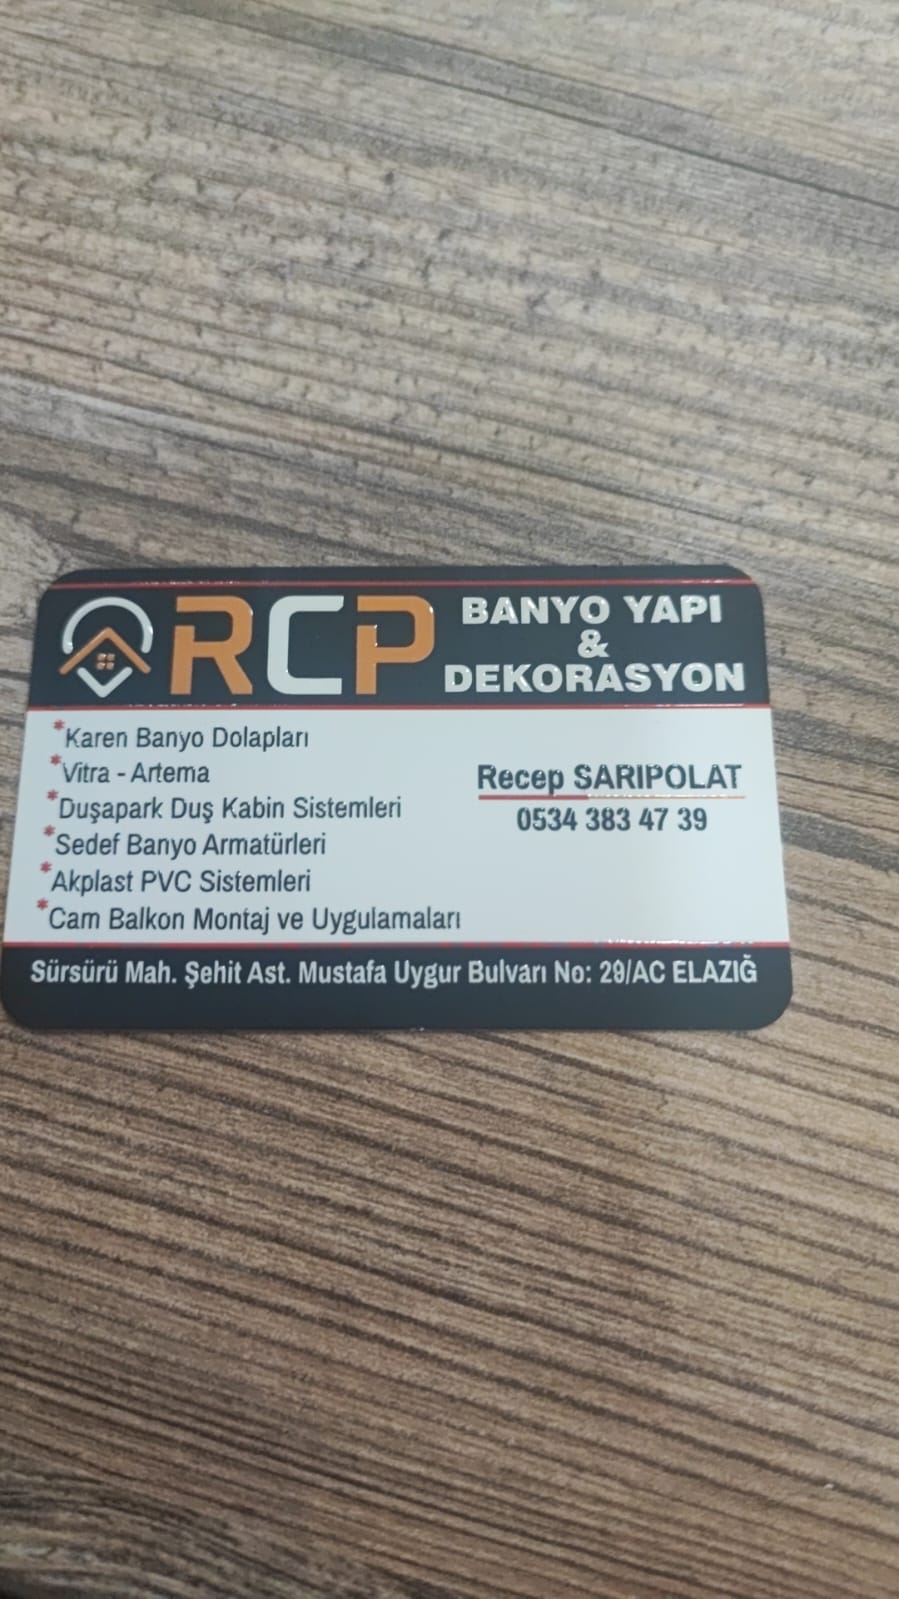 RCP
BANYO YAPI
&
DEKORASYON
*Karen Banyo Dolapları
*Vitra - Artema
*Duşapark Duş Kabin Sistemleri
*Sedef Banyo Armatürleri
*Akplast PVC Sistemleri
*Cam Balkon Montaj ve Uygulamaları
Recep SARIPOLAT
0534 383 47 39
Sürsürü Mah. Şehit Ast. Mustafa Uygur Bulvarı No: 29/AC ELAZIĞ